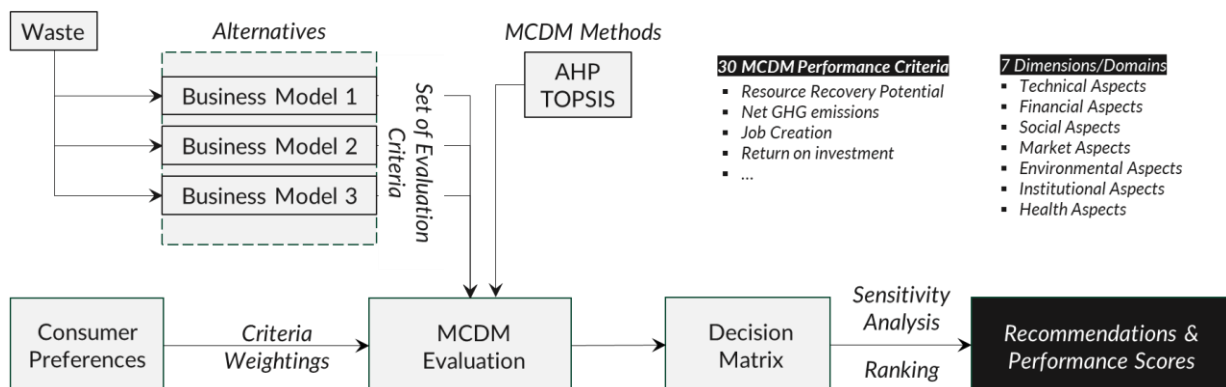 Waste
Alternatives
Business Model 1
Business Model 2
Business Model 3
Set of Evaluation
Criteria
MCDM Methods
AHP
TOPSIS
30 MCDM Performance Criteria
▪ Resource Recovery Potential
▪ Net GHG emissions
▪ Job Creation
▪ Return on investment
▪ ...
7 Dimensions/Domains
▪ Technical Aspects
▪ Financial Aspects
▪ Social Aspects
▪ Market Aspects
▪ Environmental Aspects
▪ Institutional Aspects
▪ Health Aspects
Consumer
Preferences
Criteria
Weightings
MCDM
Evaluation
Decision
Matrix
Sensitivity
Analysis
Ranking
Recommendations &
Performance Scores